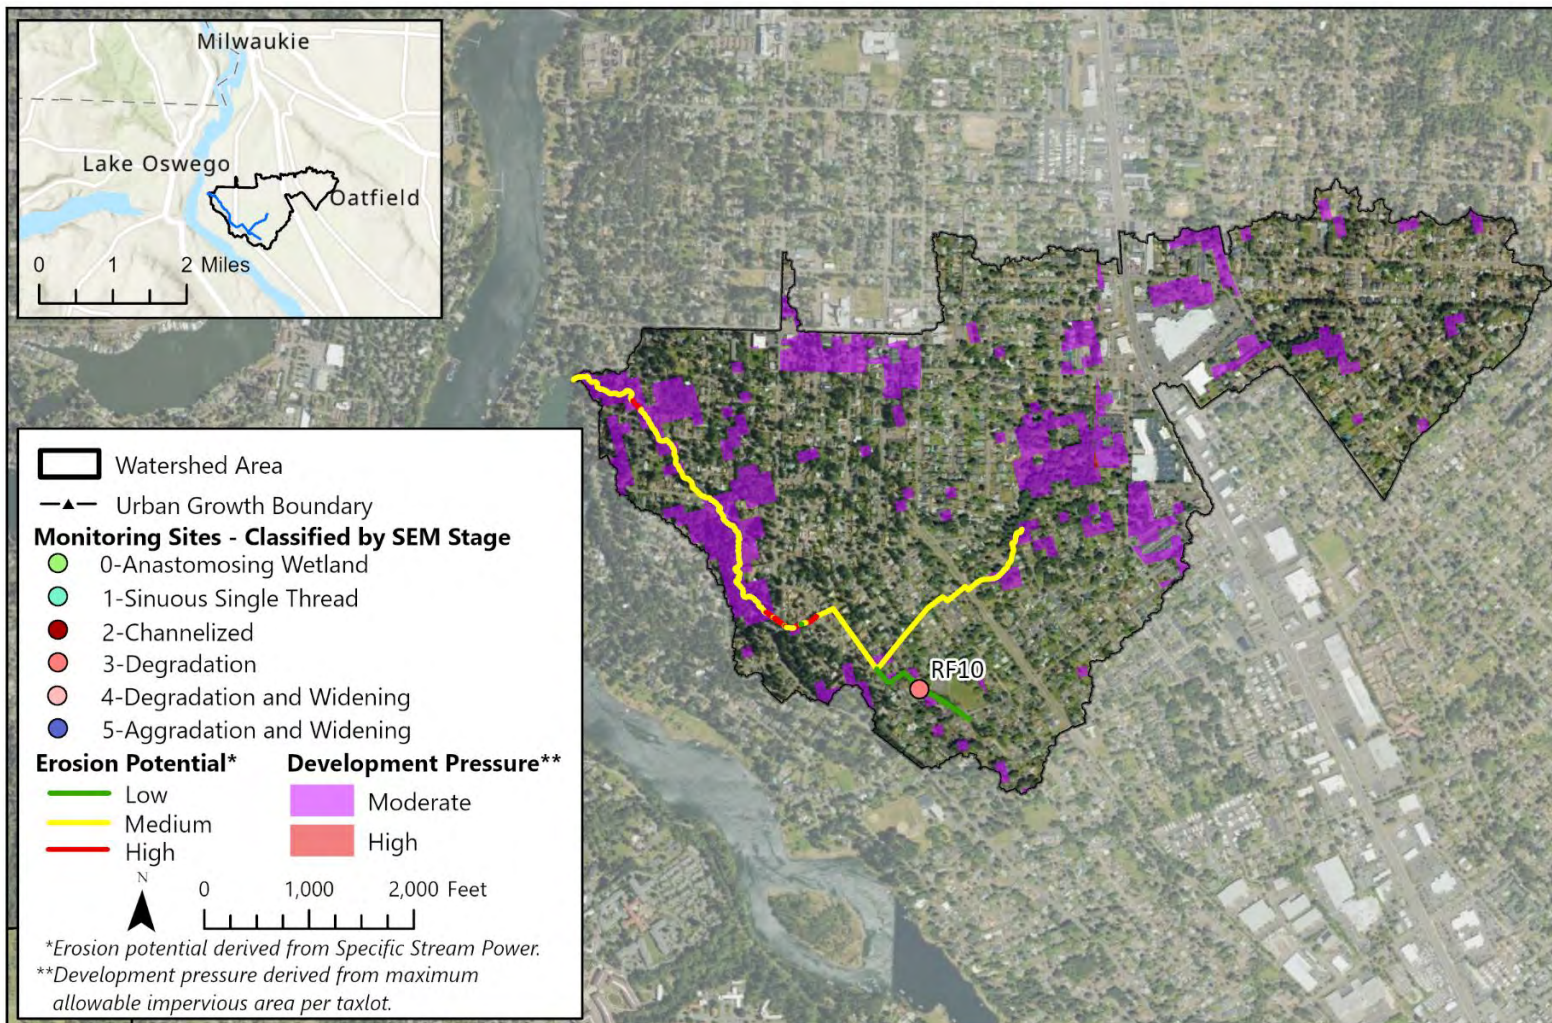 Milwaukie
Lake Oswego
Oatfield
0 1 2 Miles
RF10
Watershed Area
Urban Growth Boundary
Monitoring Sites - Classified by SEM Stage
0-Anastomosing Wetland
1-Sinuous Single Thread
2-Channelized
3-Degradation
4-Degradation and Widening
5-Aggradation and Widening
Erosion Potential* Development Pressure**
Low
Medium
High
Moderate
High
N
0 1,000 2,000 Feet
*Erosion potential derived from Specific Stream Power.
**Development pressure derived from maximum
allowable impervious area per taxlot.